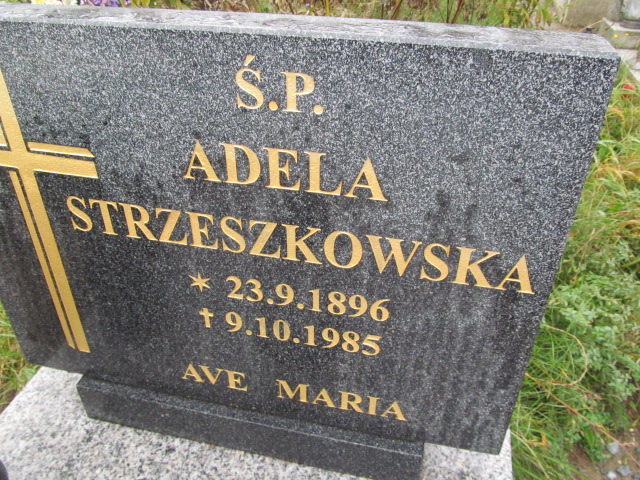 Ś.P.
ADELA
STRZESZKOWSKA
* 23.9.1896
✝ 9.10.1985
AVE MARIA